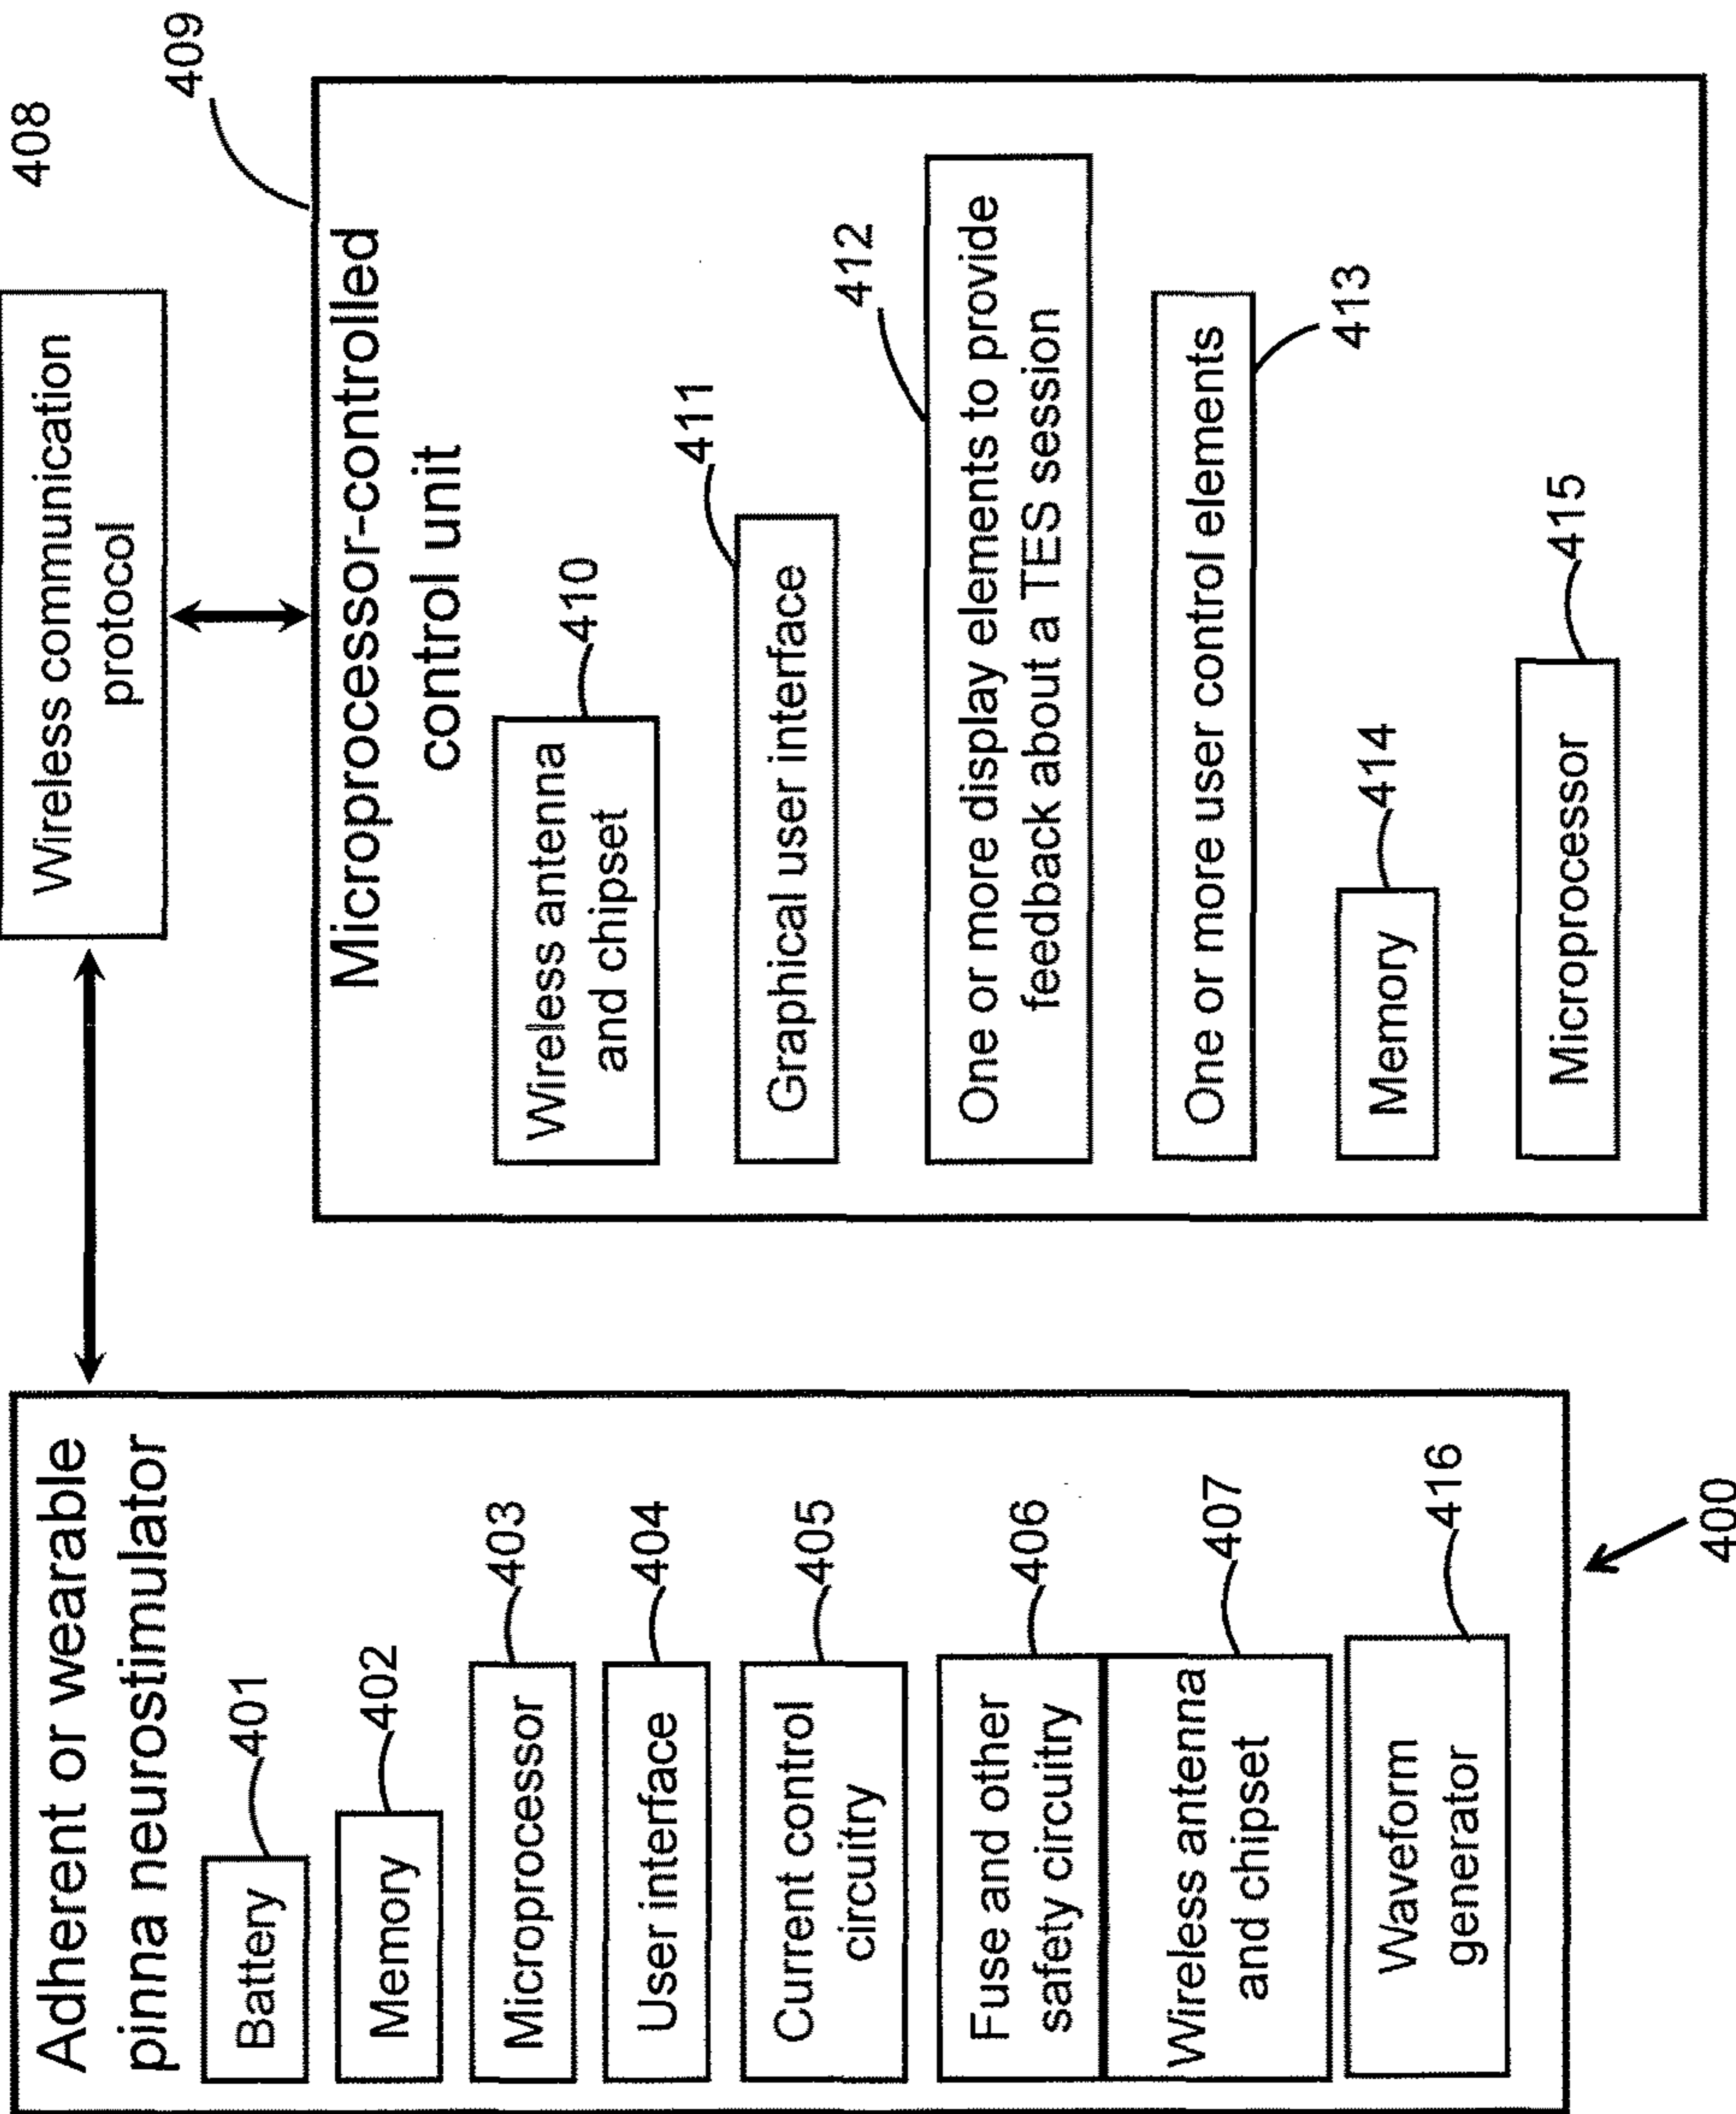 Adherent or wearable
pinna neurostimulator
Battery
401
Memory
402
Microprocessor
403
User interface
404
Current control
circuitry
405
Fuse and other
safety circuitry
406
Wireless antenna
and chipset
407
Waveform
generator
416
400
Wireless communication
protocol
408
409
Microprocessor-controlled
control unit
Wireless antenna
and chipset
410
Graphical user interface
411
One or more display elements to provide
feedback about a TES session
412
One or more user control elements
413
Memory
414
Microprocessor
415